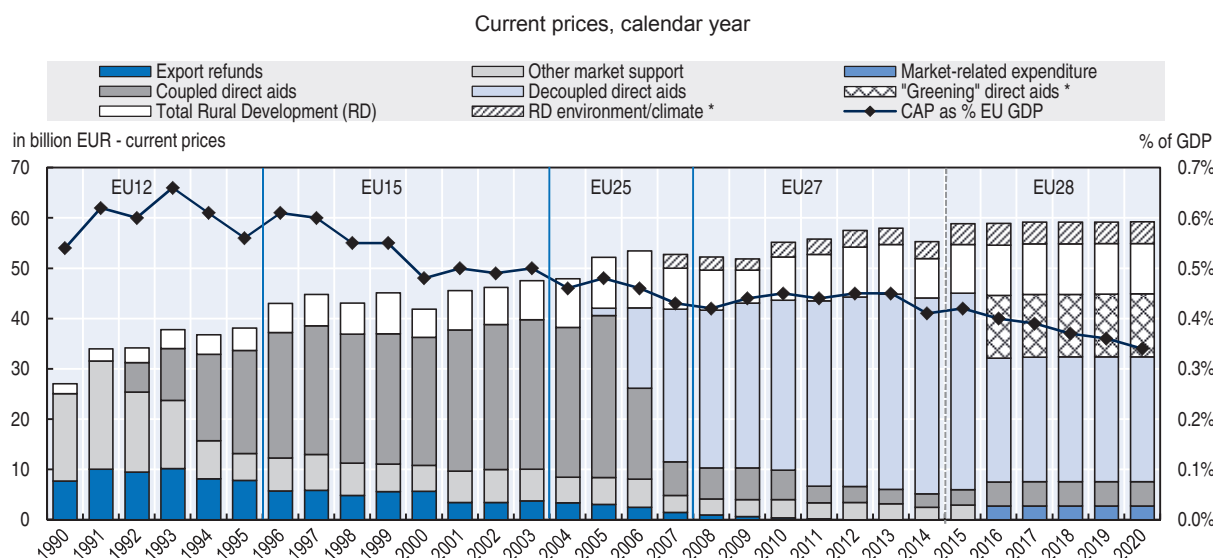 Current prices, calendar year
Export refunds Other market support Market-related expenditure
Coupled direct aids Decoupled direct aids "Greening" direct aids *
Total Rural Development (RD) RD environment/climate * CAP as % EU GDP
in billion EUR - current prices % of GDP
70 EU12 EU15 EU25 EU27 EU28 0.7%
60 0.6%
50 0.5%
40 0.4%
30 0.3%
20 0.2%
10 0.1%
0 0.0%
1990 1991 1992 1993 1994 1995 1996 1997 1998 1999 2000 2001 2002 2003 2004 2005 2006 2007 2008 2009 2010 2011 2012 2013 2014 2015 2016 2017 2018 2019 2020